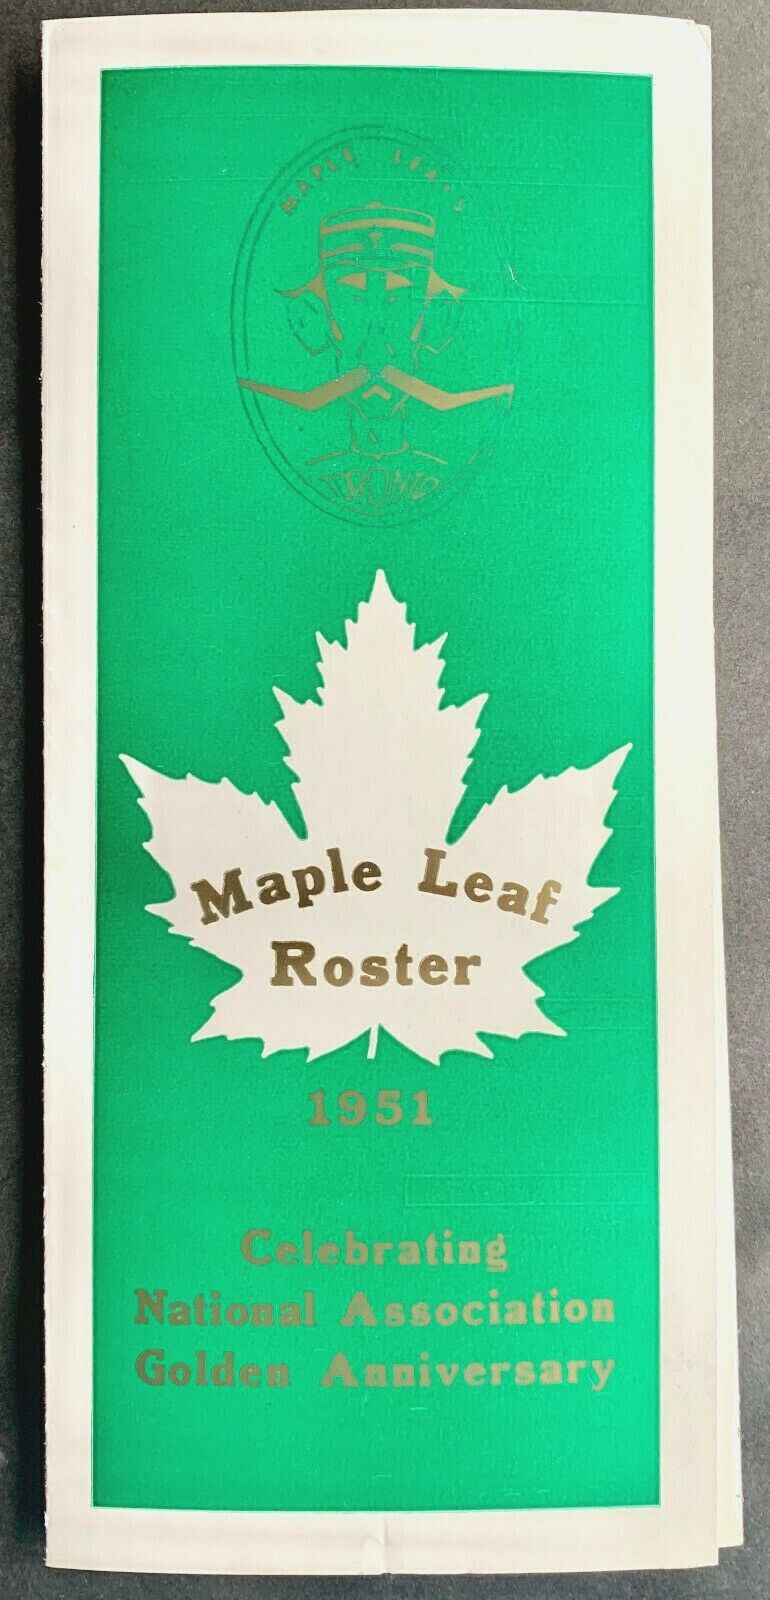 MAPLE LEAFS
TORONTO
Maple Leaf
Roster
1951
Celebrating
National Association
Golden Anniversary